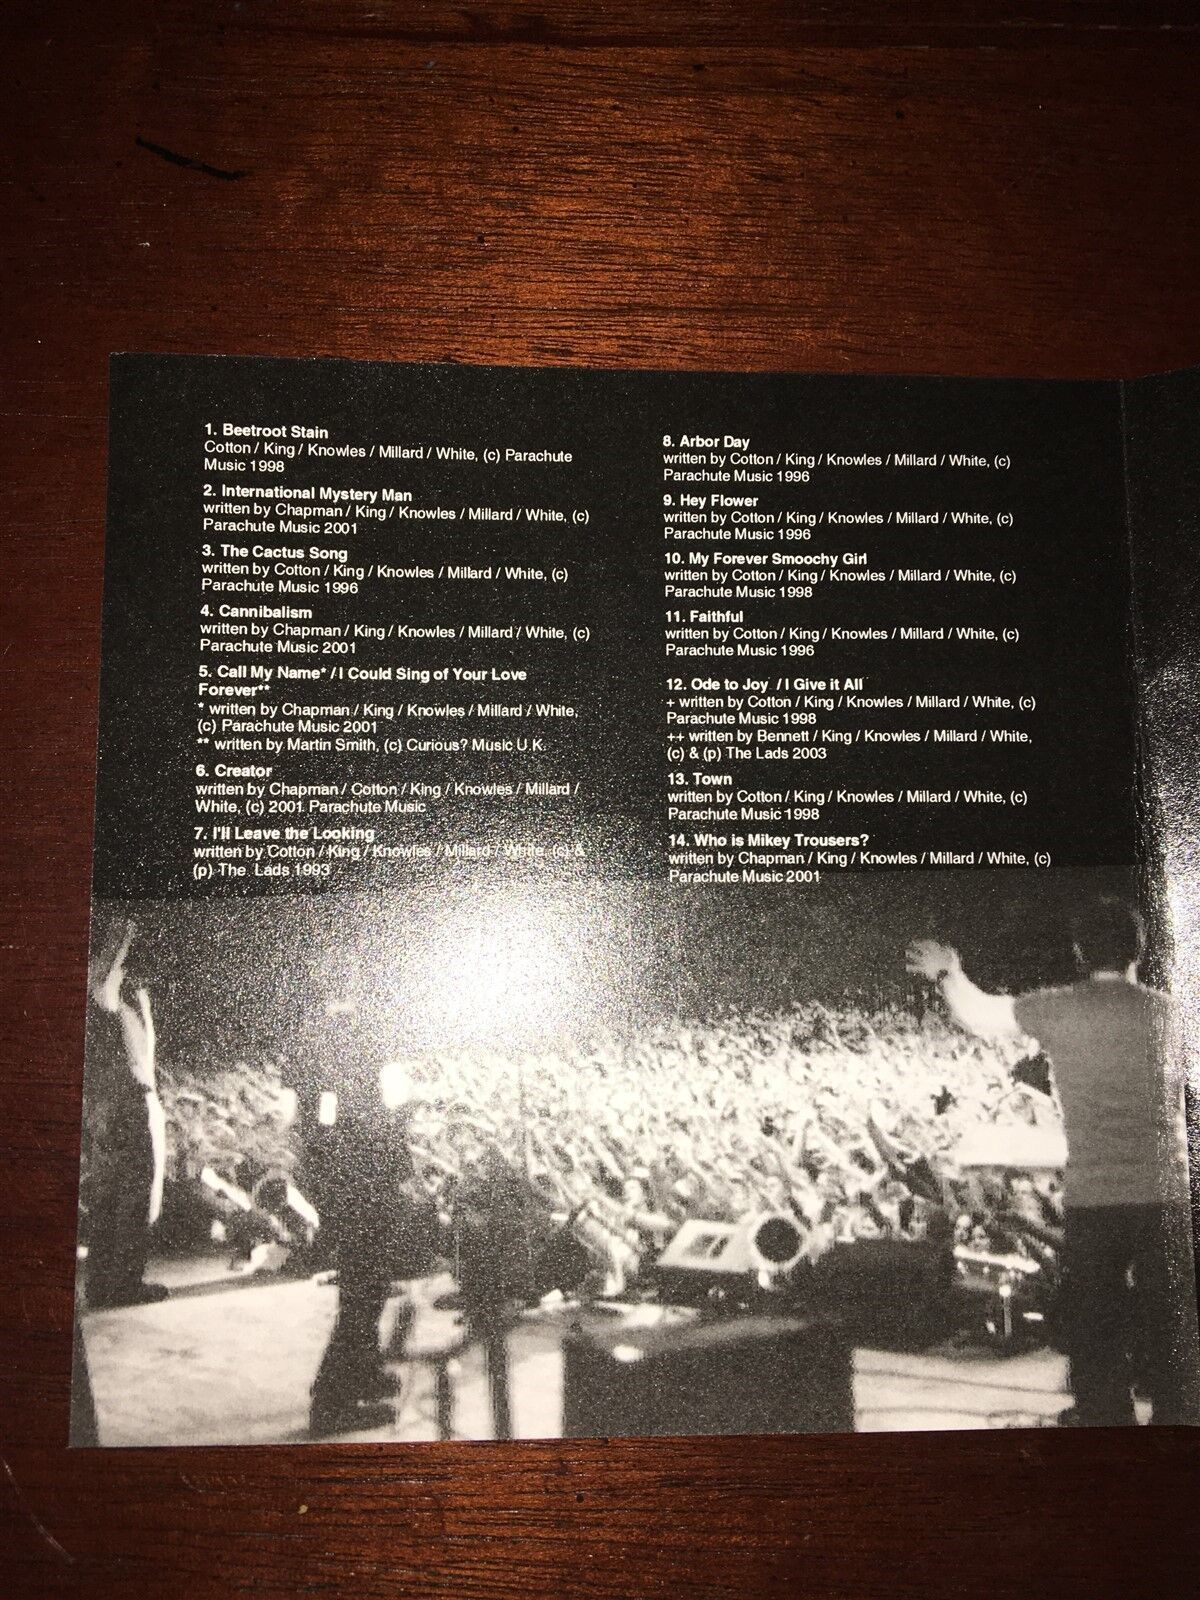 1. Beetroot Stain
Cotton / King / Knowles / Millard / White, (c) Parachute
Music 1998
2. International Mystery Man
written by Chapman / King / Knowles / Millard / White, (c)
Parachute Music 2001
3. The Cactus Song
written by Cotton / King / Knowles / Millard / White, (c)
Parachute Music 1996
4. Cannibalism
written by Chapman / King / Knowles / Millard / White, (c)
Parachute Music 2001
5. Call My Name* / I Could Sing of Your Love
Forever**
* written by Chapman / King / Knowles / Millard / White,
(c) Parachute Music 2001
** written by Martin Smith, (c) Curious? Music U.K.
6. Creator
written by Chapman / Cotton / King / Knowles / Millard /
White, (c) 2001 Parachute Music
7. I'll Leave the Looking
written by Cotton / King / Knowles / Millard / White, (c) &
(p) The Lads 1993
8. Arbor Day
written by Cotton / King / Knowles / Millard / White, (c)
Parachute Music 1996
9. Hey Flower
written by Cotton / King / Knowles / Millard / White, (c)
Parachute Music 1996
10. My Forever Smoochy Girl
written by Cotton / King / Knowles / Millard / White, (c)
Parachute Music 1998
11. Faithful
written by Cotton / King / Knowles / Millard / White, (c)
Parachute Music 1996
12. Ode to Joy / I Give it All
+ written by Cotton / King / Knowles / Millard / White, (c)
Parachute Music 1998
++ written by Bennett / King / Knowles / Millard / White,
(c) & (p) The Lads 2003
13. Town
written by Cotton / King / Knowles / Millard / White, (c)
Parachute Music 1998
14. Who is Mikey Trousers?
written by Chapman / King / Knowles / Millard / White, (c)
Parachute Music 2001